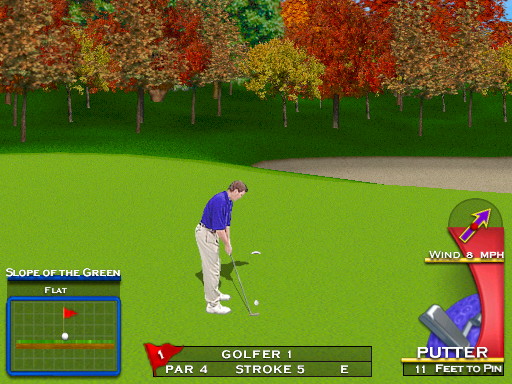 WIND 8 MPH
SLOPE OF THE GREEN
FLAT
1
GOLFER 1
PAR 4 STROKE 5 E
PUTTER
11 FEET TO PIN